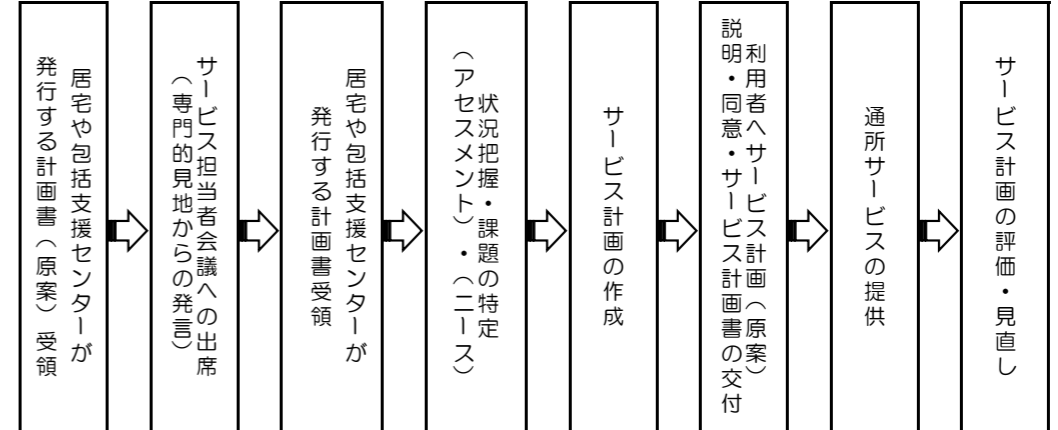 居宅や包括支援センターが
発行する計画書（原案）受領
サービス担当者会議への出席
（専門的見地からの発言）
居宅や包括支援センターが
発行する計画書受領
状況把握・課題の特定
（アセスメント）・（ニース）
サービス計画の作成
利用者へサービス計画（原案）
説明・同意・サービス計画書の交付
通所サービスの提供
サービス計画の評価・見直し